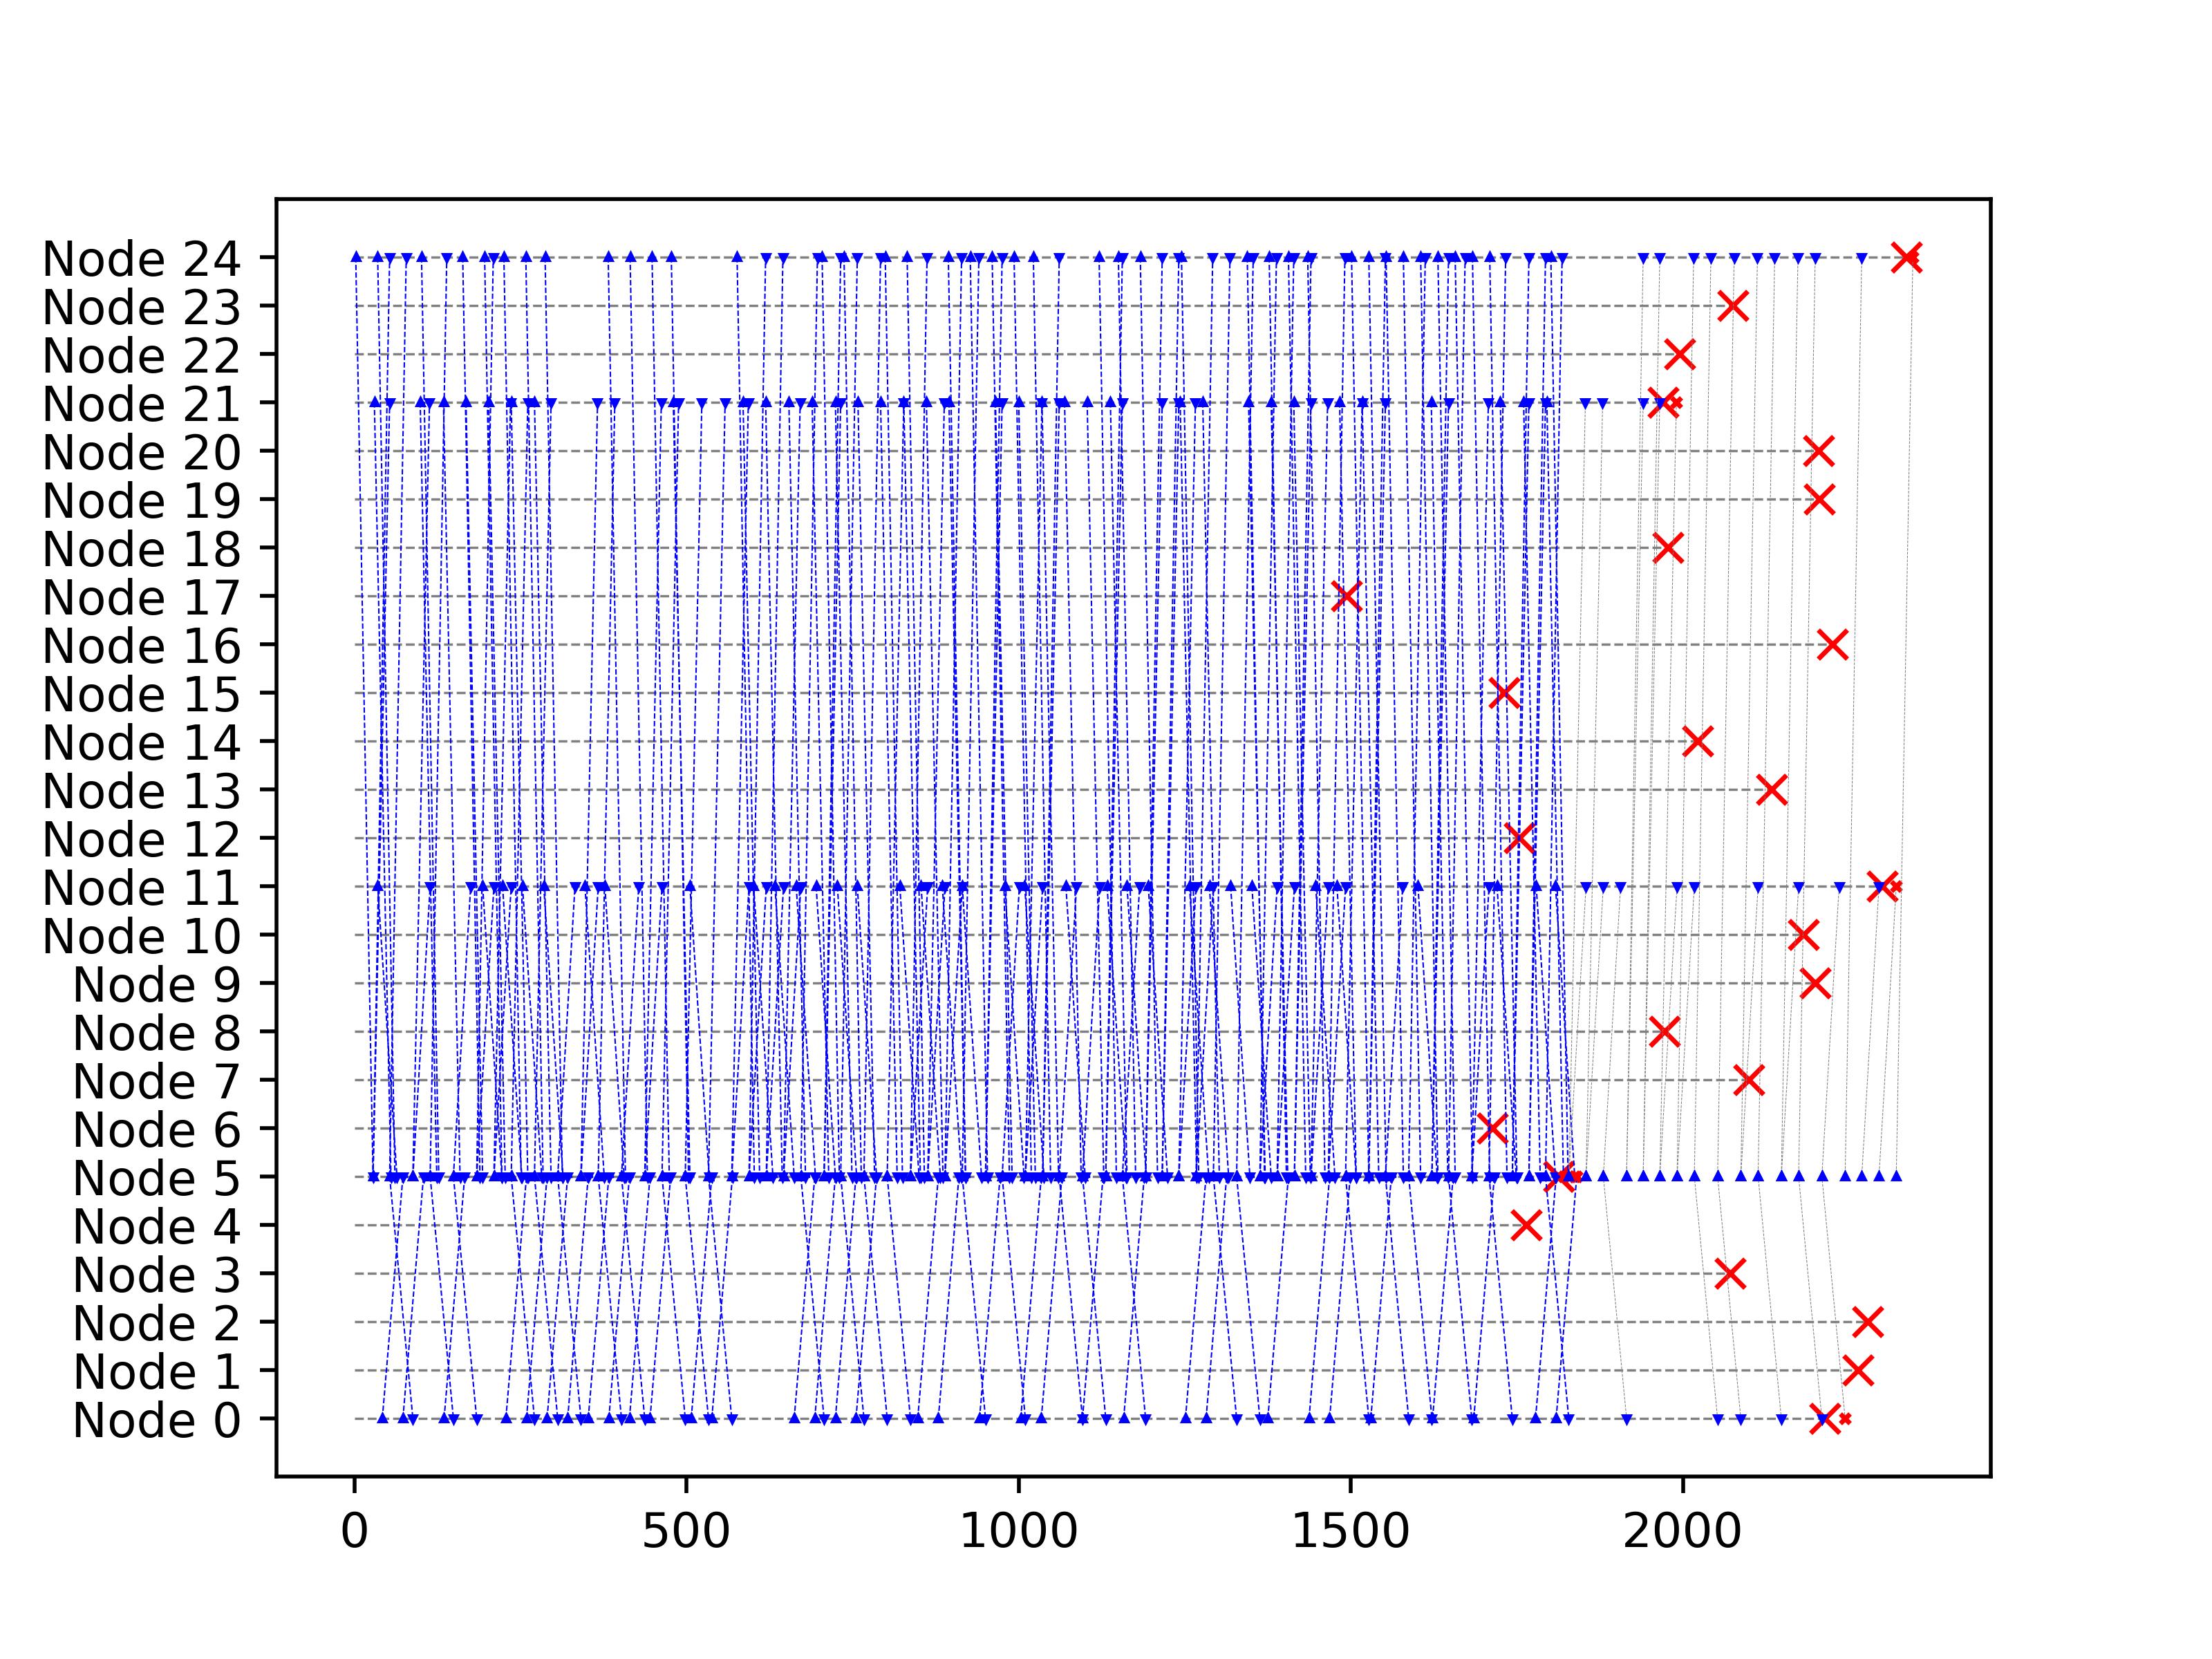 Node 24
Node 23
Node 22
Node 21
Node 20
Node 19
Node 18
Node 17
Node 16
Node 15
Node 14
Node 13
Node 12
Node 11
Node 10
Node 9
Node 8
Node 7
Node 6
Node 5
Node 4
Node 3
Node 2
Node 1
Node 0
0 500 1000 1500 2000